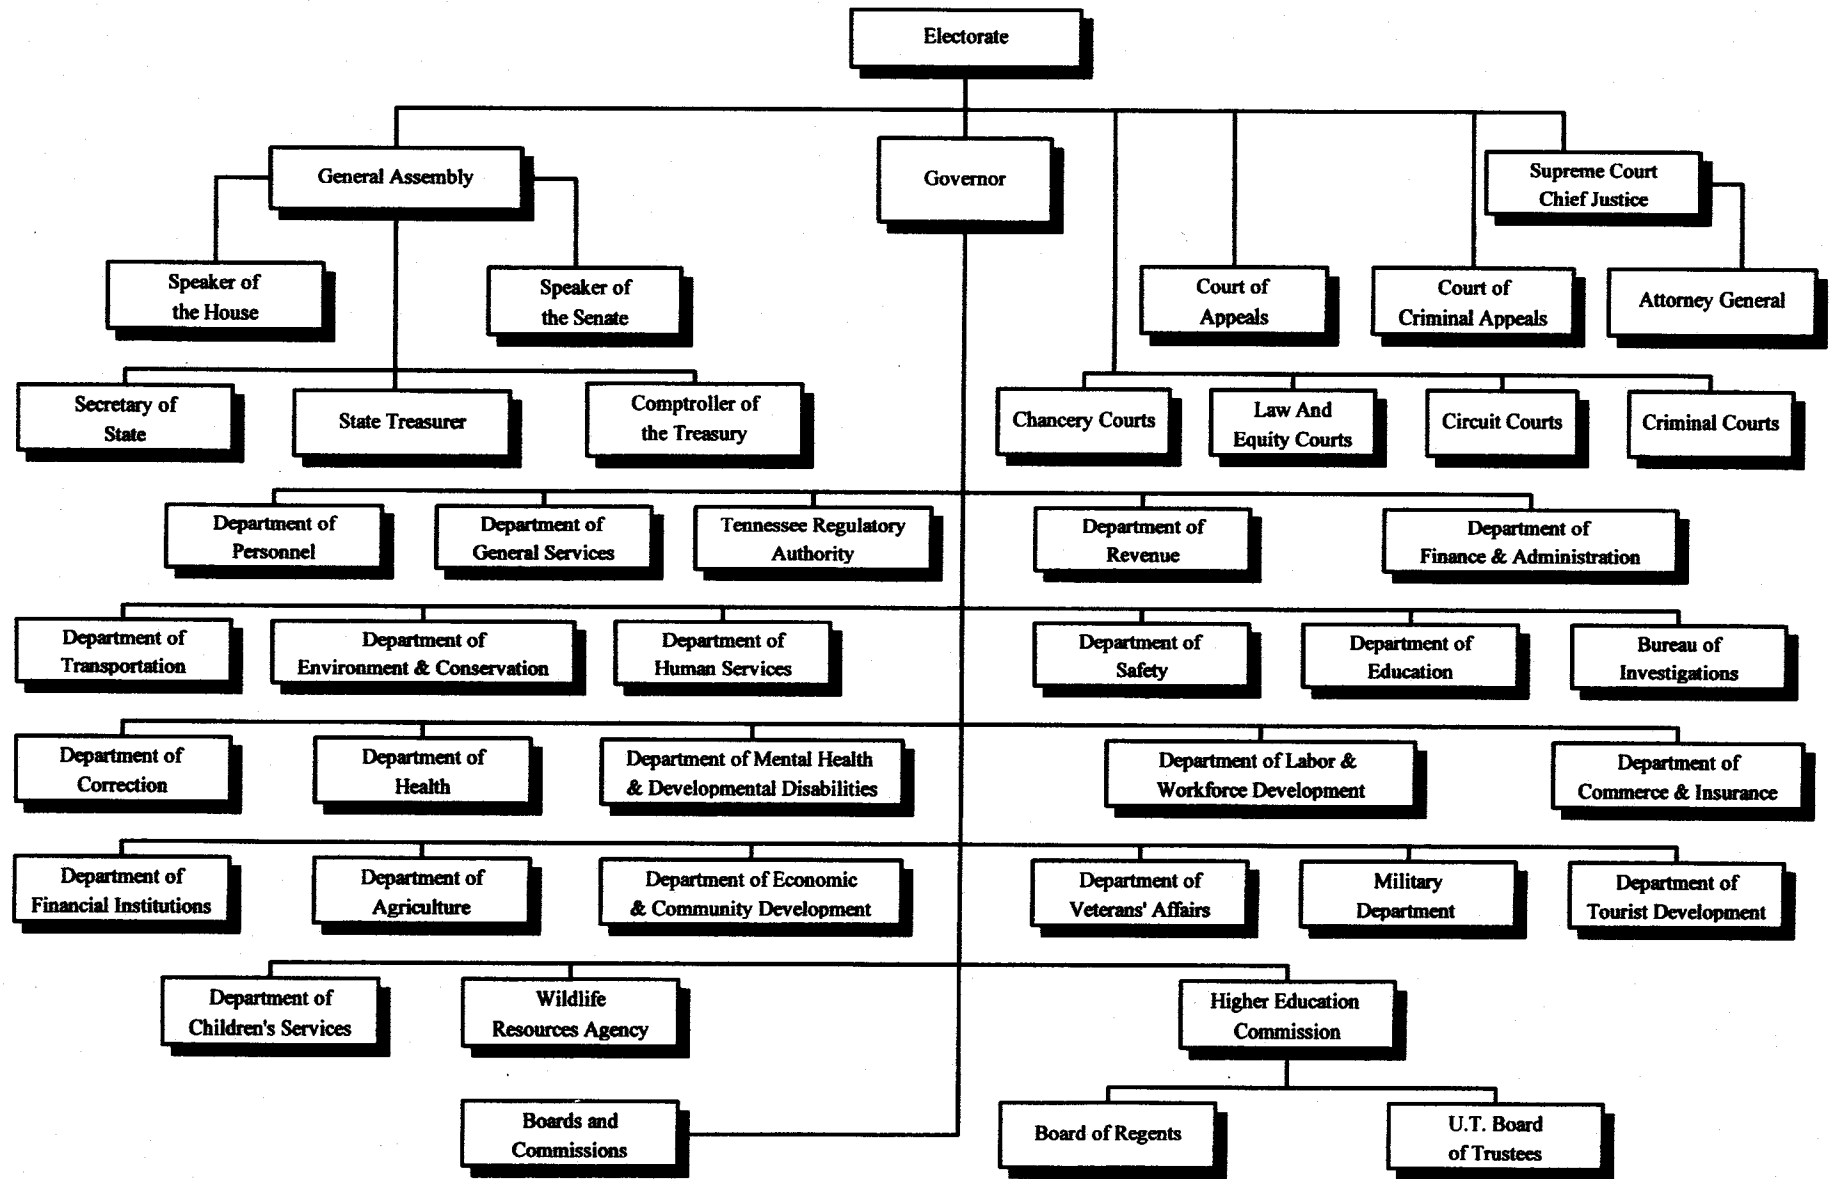 Electorate
General Assembly
Governor
Supreme Court
Chief Justice
Speaker of
the House
Speaker of
the Senate
Court of
Appeals
Court of
Criminal Appeals
Attorney General
Secretary of
State
State Treasurer
Comptroller of
the Treasury
Chancery Courts
Law And
Equity Courts
Circuit Courts
Criminal Courts
Department of
Personnel
Department of
General Services
Tennessee Regulatory
Authority
Department of
Revenue
Department of
Finance & Administration
Department of
Transportation
Department of
Environment & Conservation
Department of
Human Services
Department of
Safety
Department of
Education
Bureau of
Investigations
Department of
Correction
Department of
Health
Department of Mental Health
& Developmental Disabilities
Department of Labor &
Workforce Development
Department of
Commerce & Insurance
Department of
Financial Institutions
Department of
Agriculture
Department of Economic
& Community Development
Department of
Veterans' Affairs
Military
Department
Department of
Tourist Development
Department of
Children's Services
Wildlife
Resources Agency
Higher Education
Commission
Boards and
Commissions
Board of Regents
U.T. Board
of Trustees